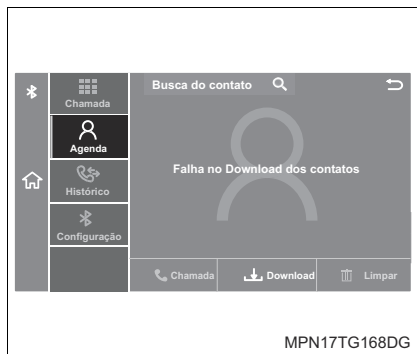 Chamada
Agenda
Histórico
Configuração
Busca do contato
Falha no Download dos contatos
Chamada
Download
Limpar
MPN17TG168DG